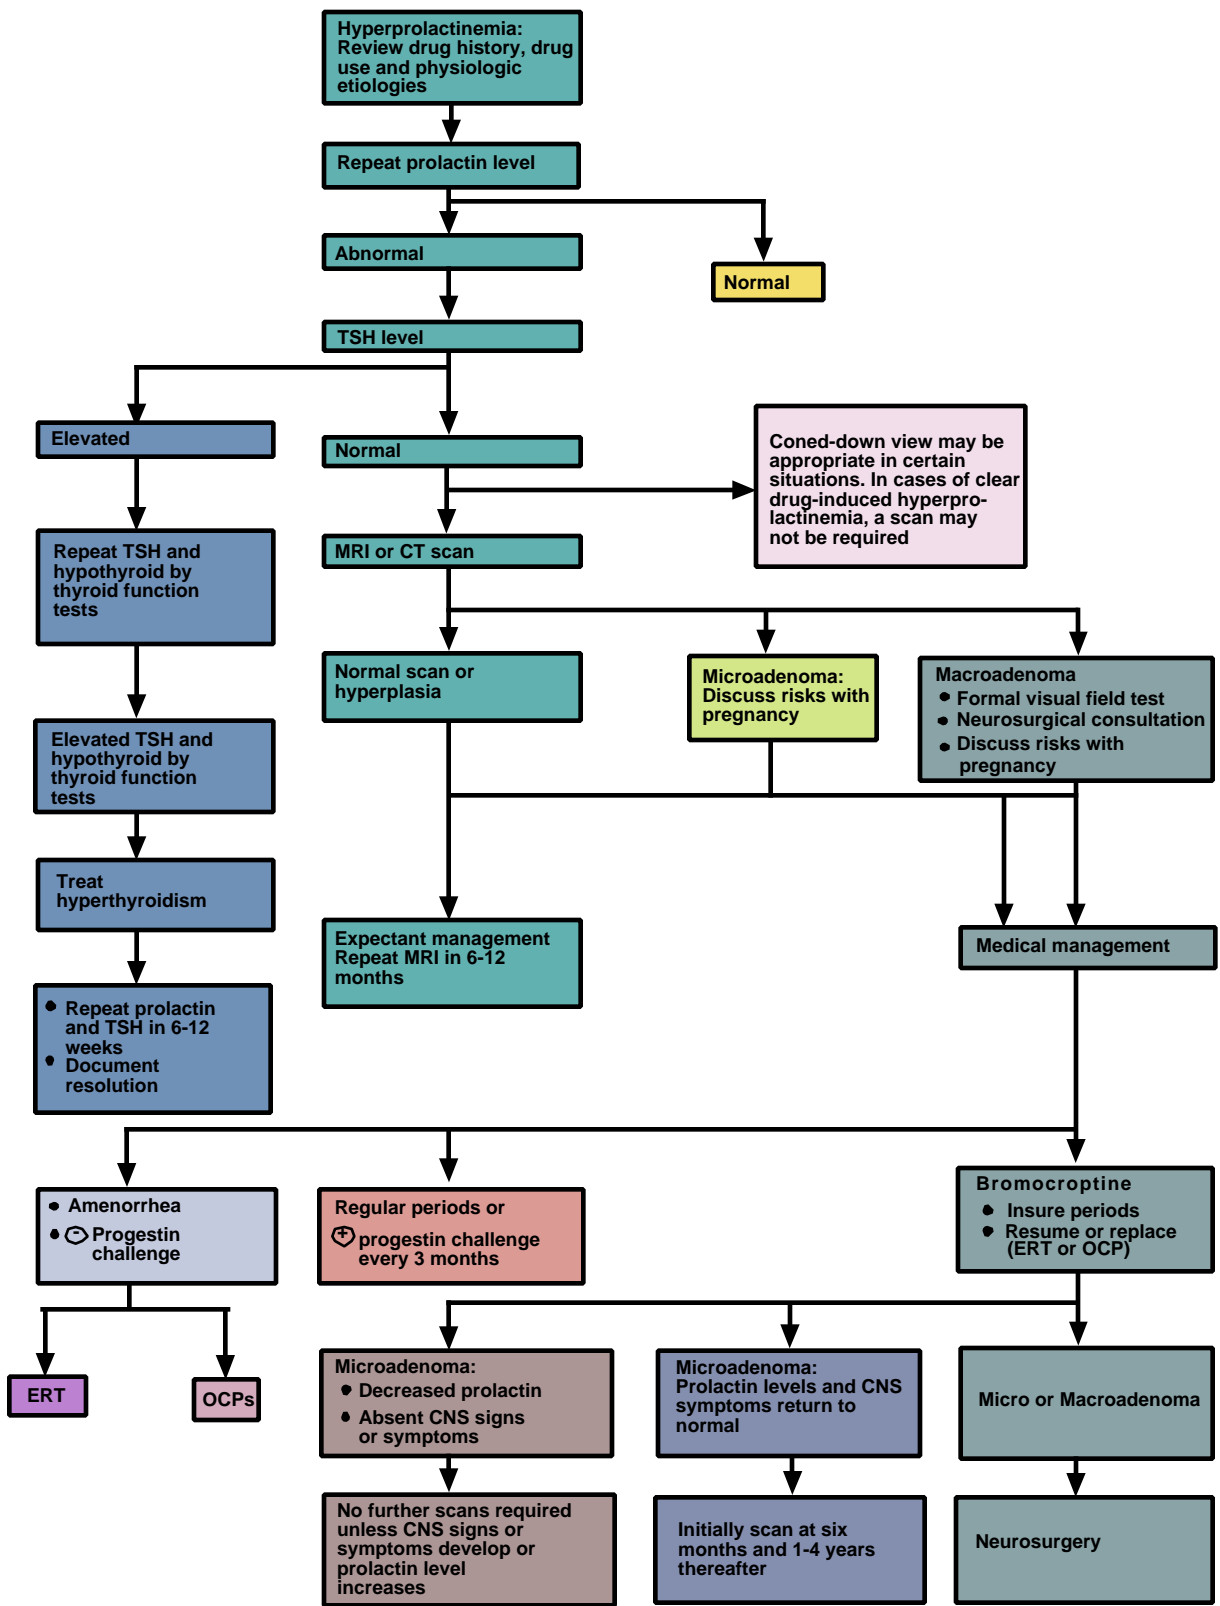 Hyperprolactinemia:
Review drug history, drug
use and physiologic
etiologies
Repeat prolactin level
Abnormal
Normal
TSH level
Elevated
Normal
Coned-down view may be
appropriate in certain
situations. In cases of clear
drug-induced hyperpro-
lactinemia, a scan may
not be required
Repeat TSH and
hypothyroid by
thyroid function
tests
MRI or CT scan
Normal scan or
hyperplasia
Microadenoma:
Discuss risks with
pregnancy
Macroadenoma
Formal visual field test
Neurosurgical consultation
Discuss risks with
pregnancy
Elevated TSH and
hypothyroid by
thyroid function
tests
Treat
hyperthyroidism
Expectant management
Repeat MRI in 6-12
months
Medical management
Repeat prolactin
and TSH in 6-12
weeks
Document
resolution
Amenorrhea
- Progestin
challenge
Regular periods or
+ progestin challenge
every 3 months
Bromocroptine
Insure periods
Resume or replace
(ERT or OCP)
ERT
OCPs
Microadenoma:
Decreased prolactin
Absent CNS signs
or symptoms
Microadenoma:
Prolactin levels and CNS
symptoms return to
normal
Micro or Macroadenoma
No further scans required
unless CNS signs or
symptoms develop or
prolactin level
increases
Initially scan at six
months and 1-4 years
thereafter
Neurosurgery